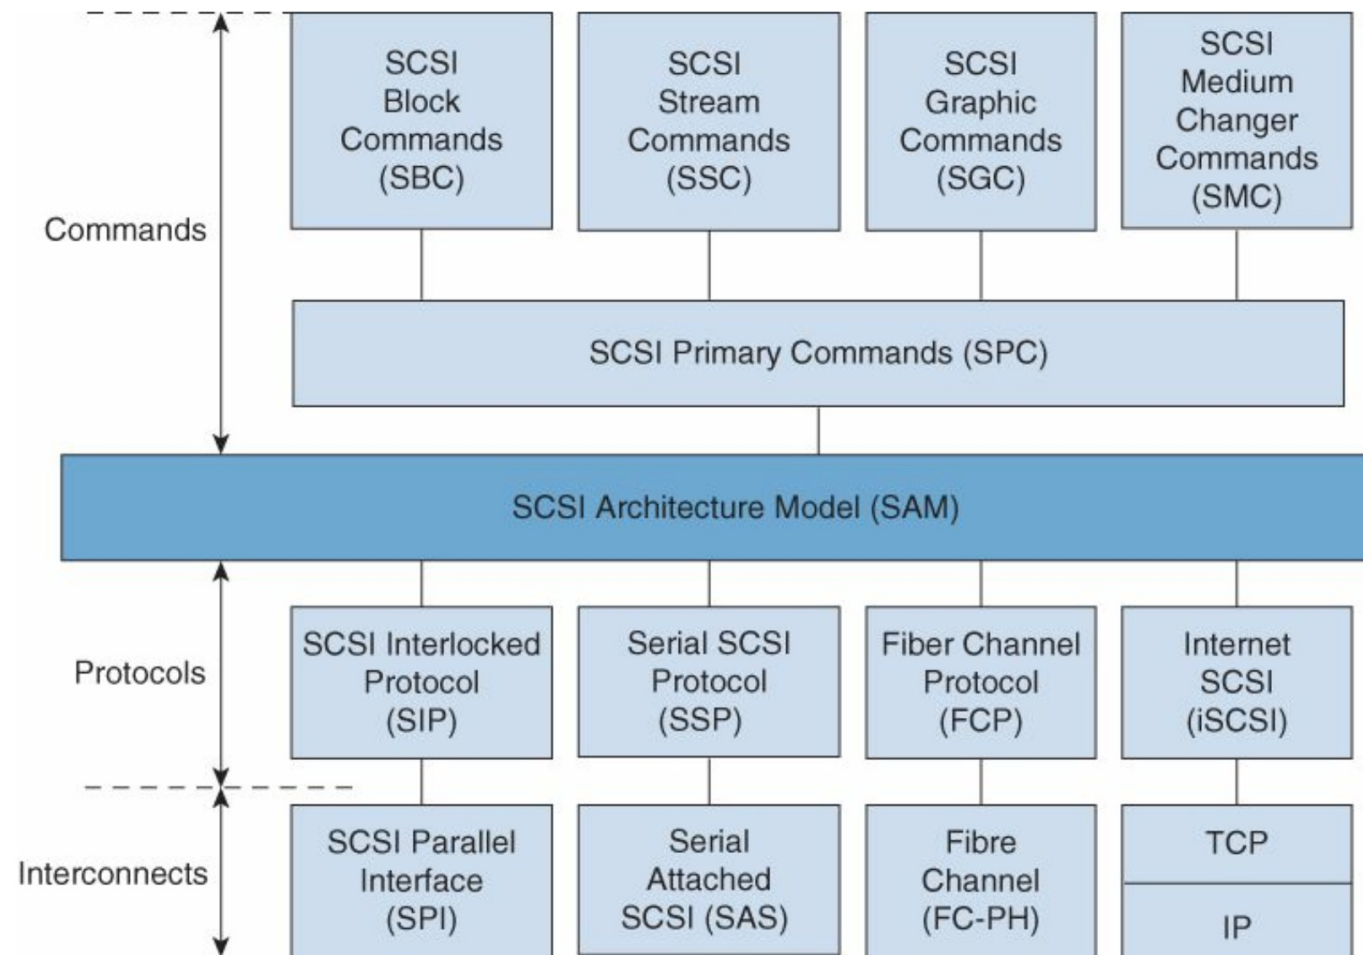 SCSI
Block
Commands
(SBC)
SCSI
Stream
Commands
(SSC)
SCSI
Graphic
Commands
(SGC)
SCSI
Medium
Changer
Commands
(SMC)
Commands
SCSI Primary Commands (SPC)
SCSI Architecture Model (SAM)
Protocols
SCSI Interlocked
Protocol
(SIP)
Serial SCSI
Protocol
(SSP)
Fiber Channel
Protocol
(FCP)
Internet
SCSI
(iSCSI)
Interconnects
SCSI Parallel
Interface
(SPI)
Serial
Attached
SCSI (SAS)
Fibre
Channel
(FC-PH)
TCP
IP